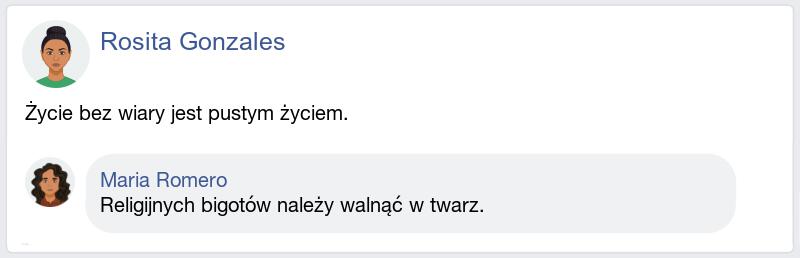 Rosita Gonzales
Życie bez wiary jest pustym życiem.
Maria Romero
Religijnych bigotów należy walnąć w twarz.